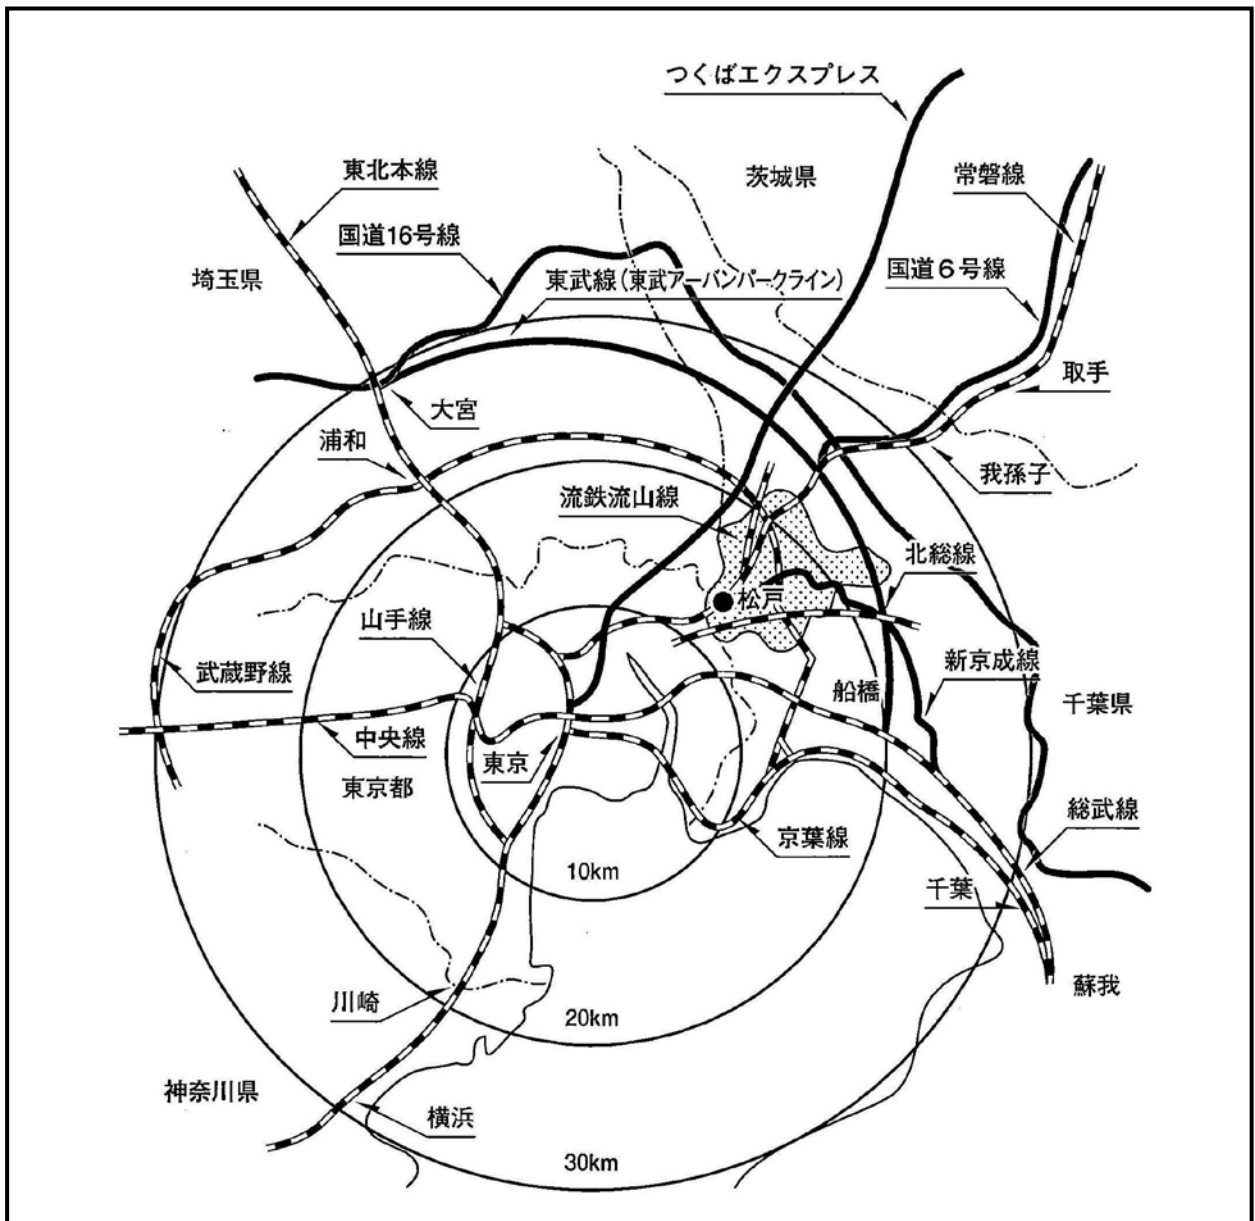 つくばエクスプレス
東北本線
茨城県
常磐線
国道16号線
埼玉県
東武線(東武アーバンパークライン)
国道6号線
取手
大宮
浦和
我孫子
流鉄流山線
北総線
松戸
山手線
武蔵野線
新京成線
船橋
千葉県
中央線
東京
東京都
総武線
京葉線
10km
千葉
川崎
蘇我
20km
神奈川県
横浜
30km